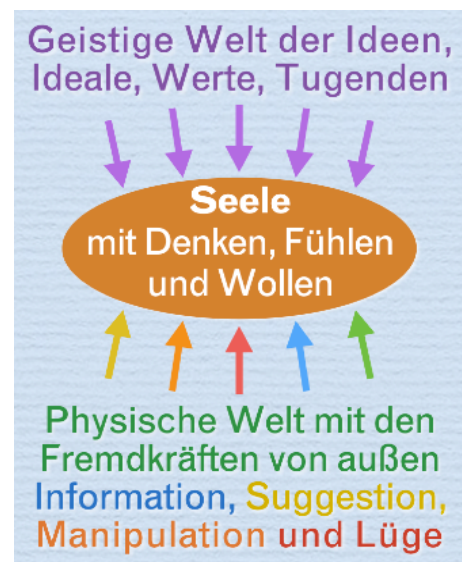 Geistige Welt der Ideen,
Ideale, Werte, Tugenden
Seele
mit Denken, Fühlen
und Wollen
Physische Welt mit den
Fremdkräften von außen
Information, Suggestion,
Manipulation und Lüge